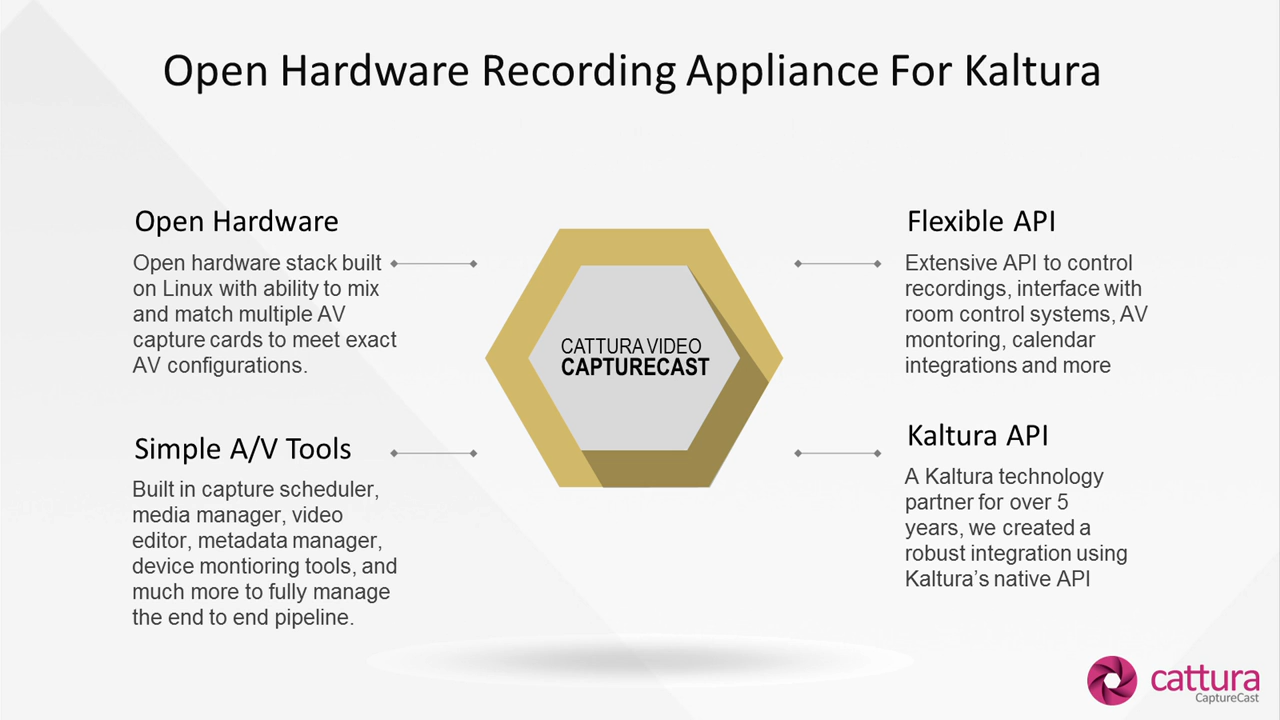 Open Hardware Recording Appliance For Kaltura
Open Hardware
Open hardware stack built
on Linux with ability to mix
and match multiple AV
capture cards to meet exact
AV configurations.
Simple A/V Tools
Built in capture scheduler,
media manager, video
editor, metadata manager,
device montioring tools, and
much more to fully manage
the end to end pipeline.
CATTURA VIDEO
CAPTURECAST
Flexible API
Extensive API to control
recordings, interface with
room control systems, AV
montoring, calendar
integrations and more
Kaltura API
A Kaltura technology
partner for over 5
years, we created a
robust integration using
Kaltura’s native API
cattura
CaptureCast